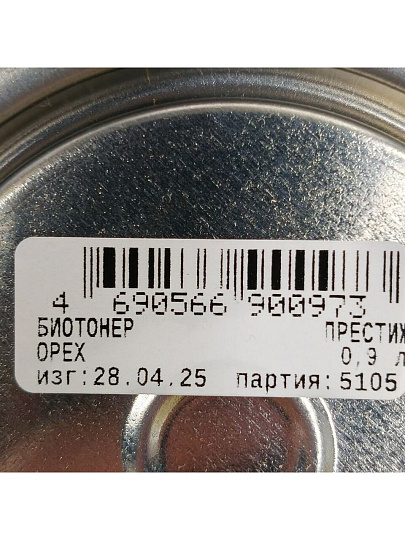 4 690566 900973
БИОТОНЕР ПРЕСТИЖ
ОРЕХ 0,9 л
изг:28.04.25 партия:5105